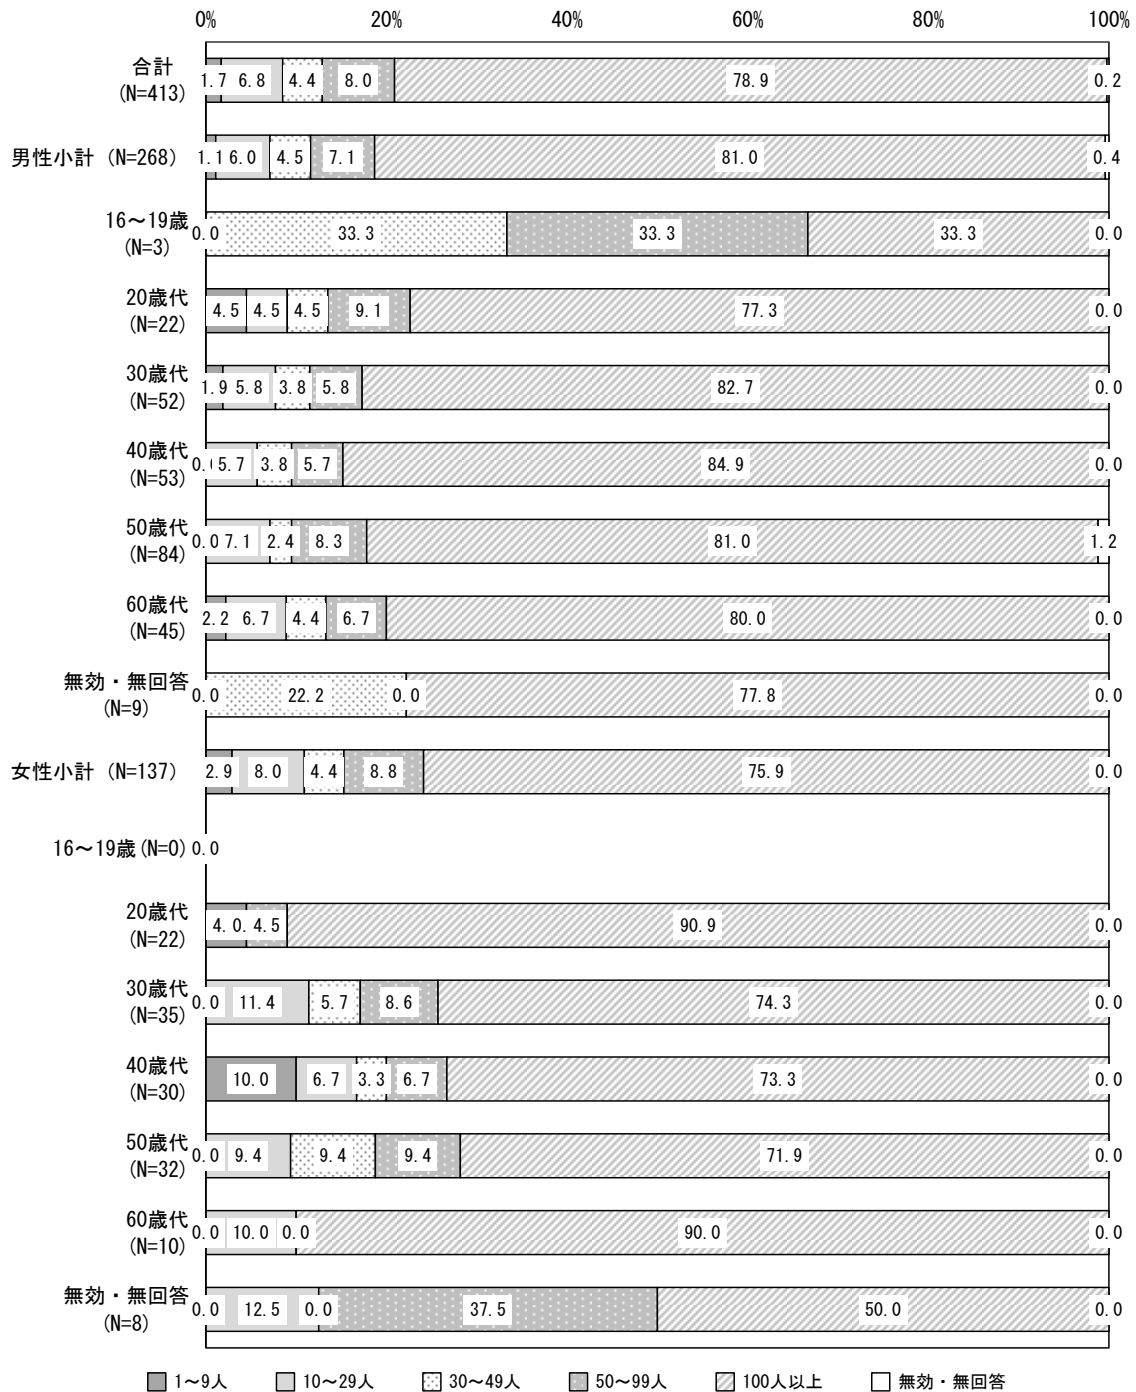 0% 20% 40% 60% 80% 100%
合計
(N=413)
1.7 6.8 4.4 8.0 78.9 0.2
男性小計 (N=268) 1.1 6.0 4.5 7.1 81.0 0.4
16～19歳
(N=3)
0.0 33.3 33.3 33.3 0.0
20歳代
(N=22)
4.5 4.5 4.5 9.1 77.3 0.0
30歳代
(N=52)
1.9 5.8 3.8 5.8 82.7 0.0
40歳代
(N=53)
5.7 3.8 5.7 84.9 0.0
50歳代
(N=84)
0.0 7.1 2.4 8.3 81.0 1.2
60歳代
(N=45)
2.2 6.7 4.4 6.7 80.0 0.0
無効・無回答
(N=9)
0.0 22.2 0.0 77.8 0.0
女性小計 (N=137) 2.9 8.0 4.4 8.8 75.9 0.0
16～19歳(N=0) 0.0
20歳代
(N=22)
4. 0. 4.5 90.9 0.0
30歳代
(N=35)
0.0 11.4 5.7 8.6 74.3 0.0
40歳代
(N=30)
10.0 6.7 3.3 6.7 73.3 0.0
50歳代
(N=32)
0.0 9.4 9.4 9.4 71.9 0.0
60歳代
(N=10)
0.0 10.0 0.0 90.0 0.0
無効・無回答
(N=8)
0.0 12.5 0.0 37.5 50.0 0.0
1～9人 10～29人 30～49人 50～99人 100人以上 無効・無回答